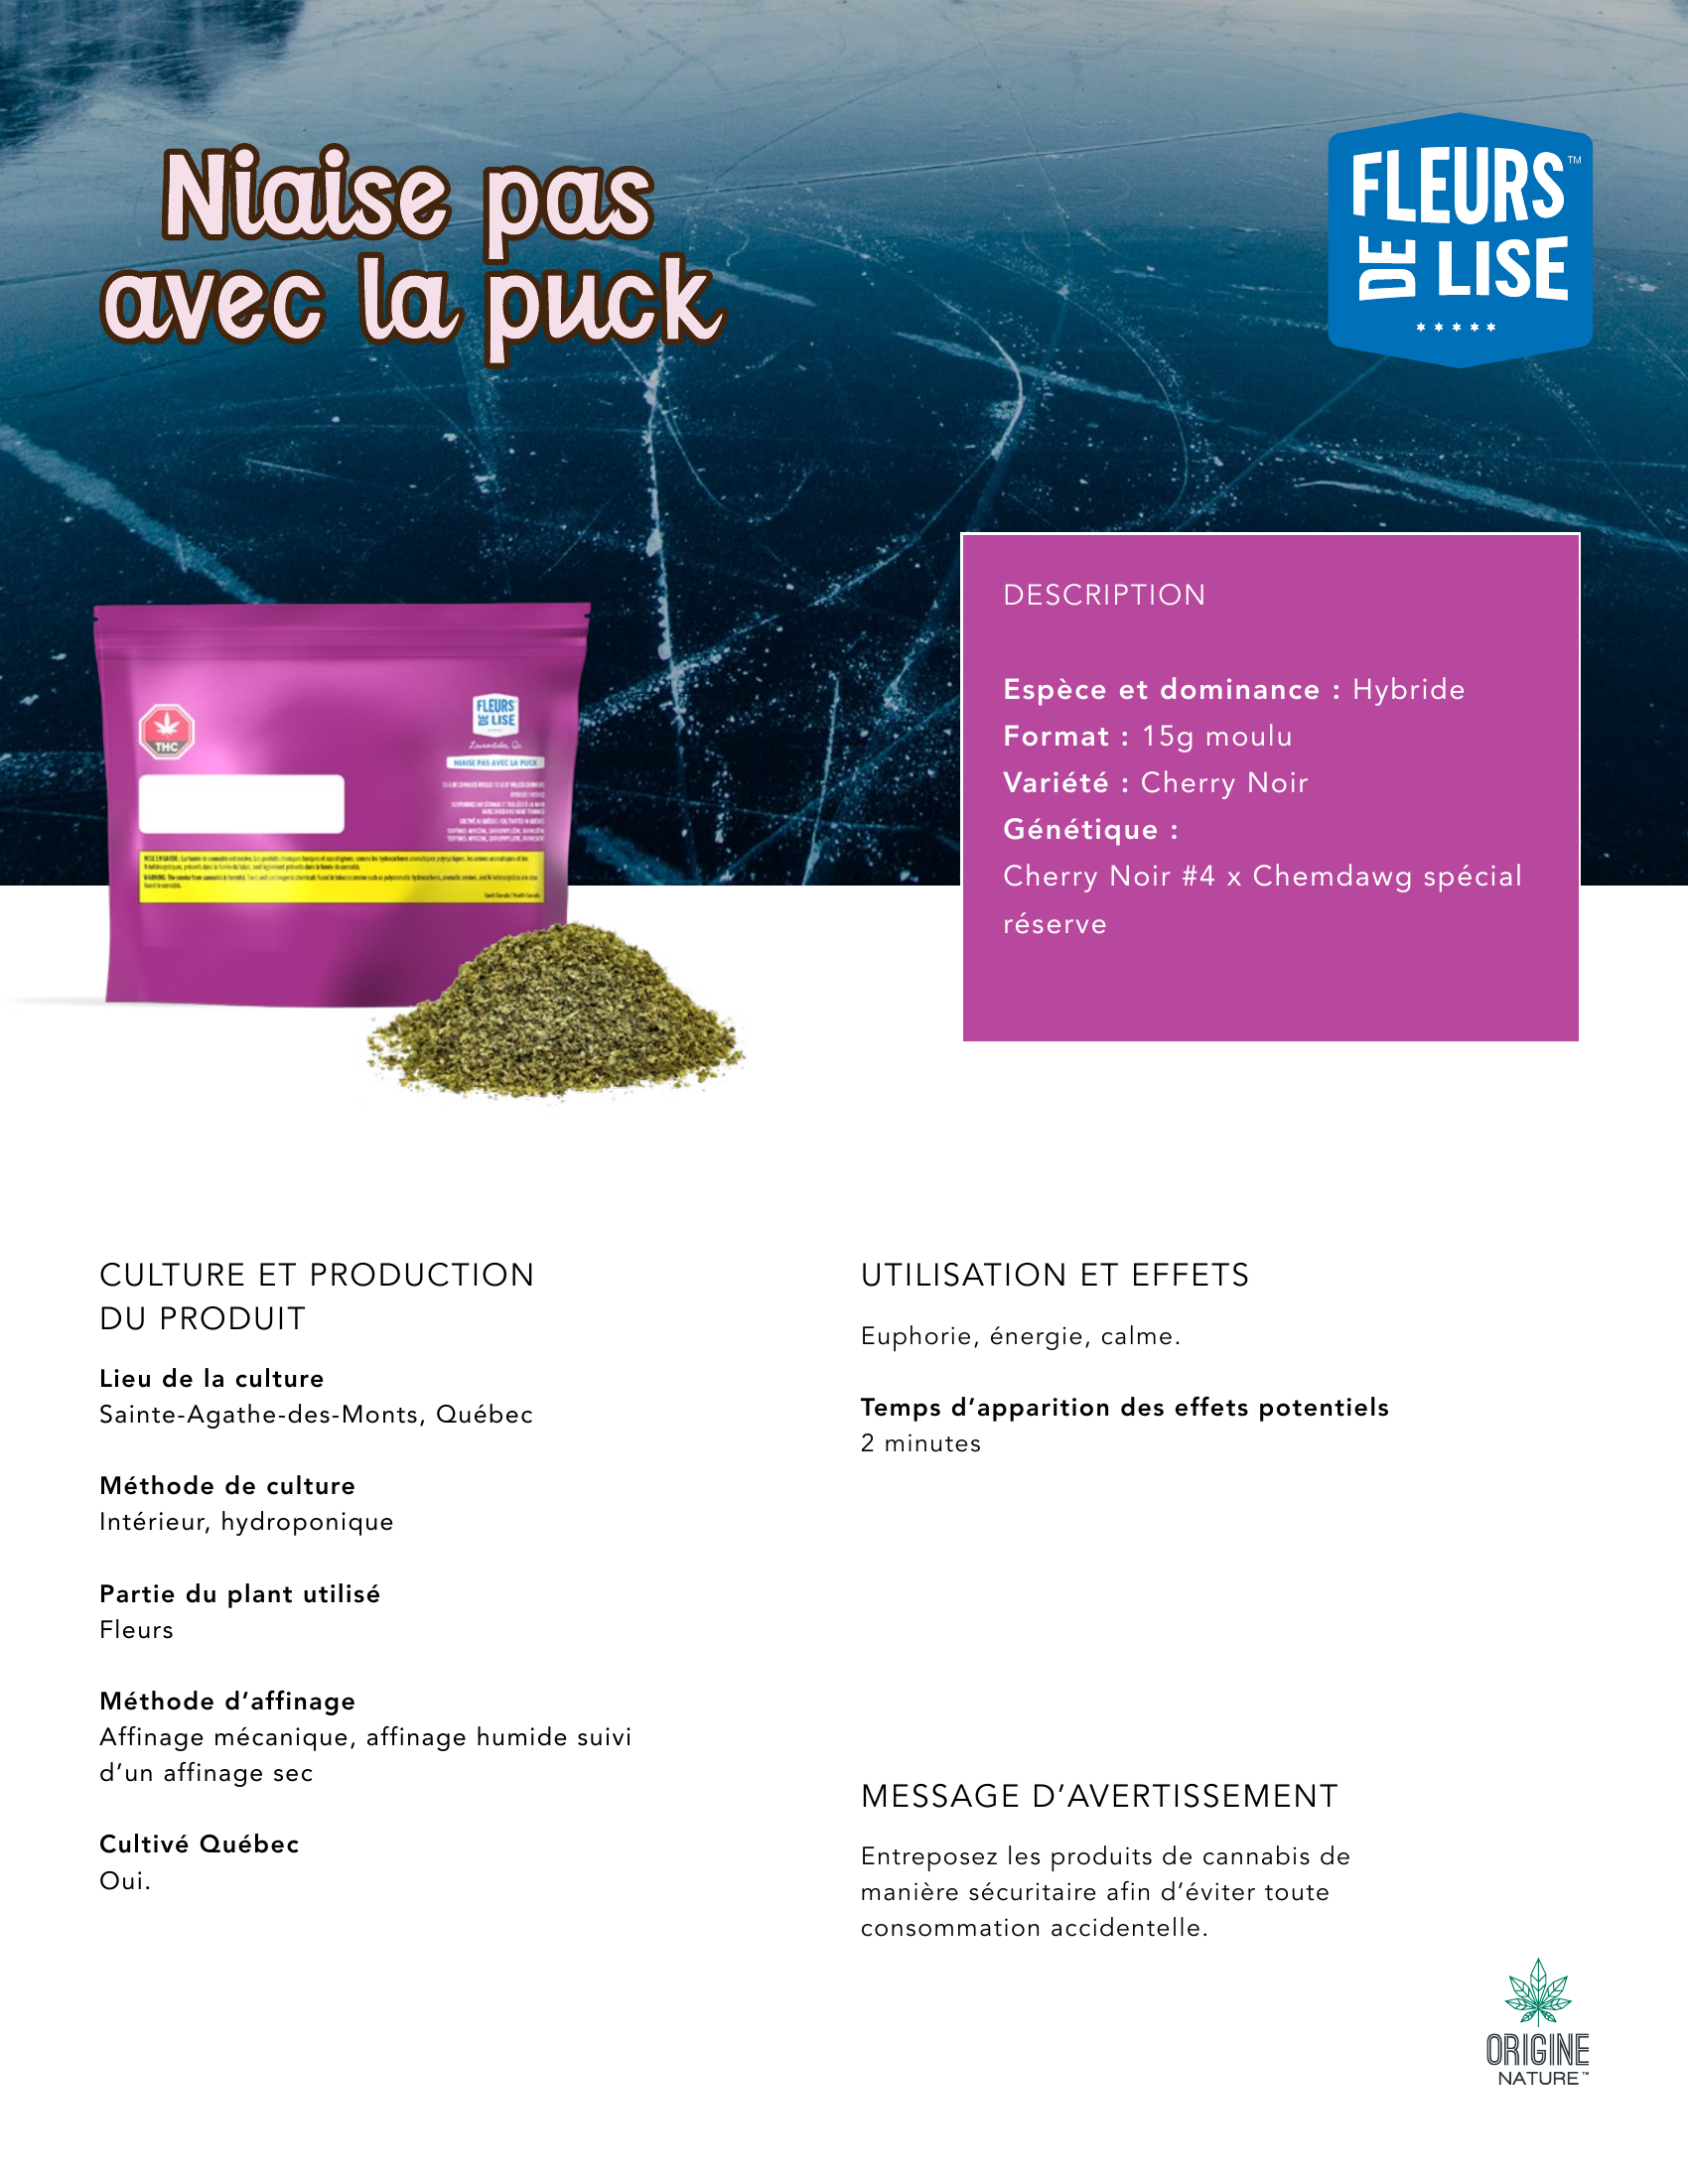 Niaise pas
avec la puck
FLEURS™
DE LISE
DESCRIPTION
Espèce et dominance : Hybride
Format : 15g moulu
Variété : Cherry Noir
Génétique :
Cherry Noir #4 x Chemdawg spécial
réserve
THC
FLEURS
DE LISE
Laurentides, Qc
NIAISE PAS AVEC LA PUCK
CULTURE ET PRODUCTION
DU PRODUIT
Lieu de la culture
Sainte-Agathe-des-Monts, Québec
Méthode de culture
Intérieur, hydroponique
Partie du plant utilisé
Fleurs
Méthode d’affinage
Affinage mécanique, affinage humide suivi
d’un affinage sec
Cultivé Québec
Oui.
UTILISATION ET EFFETS
Euphorie, énergie, calme.
Temps d’apparition des effets potentiels
2 minutes
MESSAGE D’AVERTISSEMENT
Entreposez les produits de cannabis de
manière sécuritaire afin d’éviter toute
consommation accidentelle.
ORIGINE
NATURE™